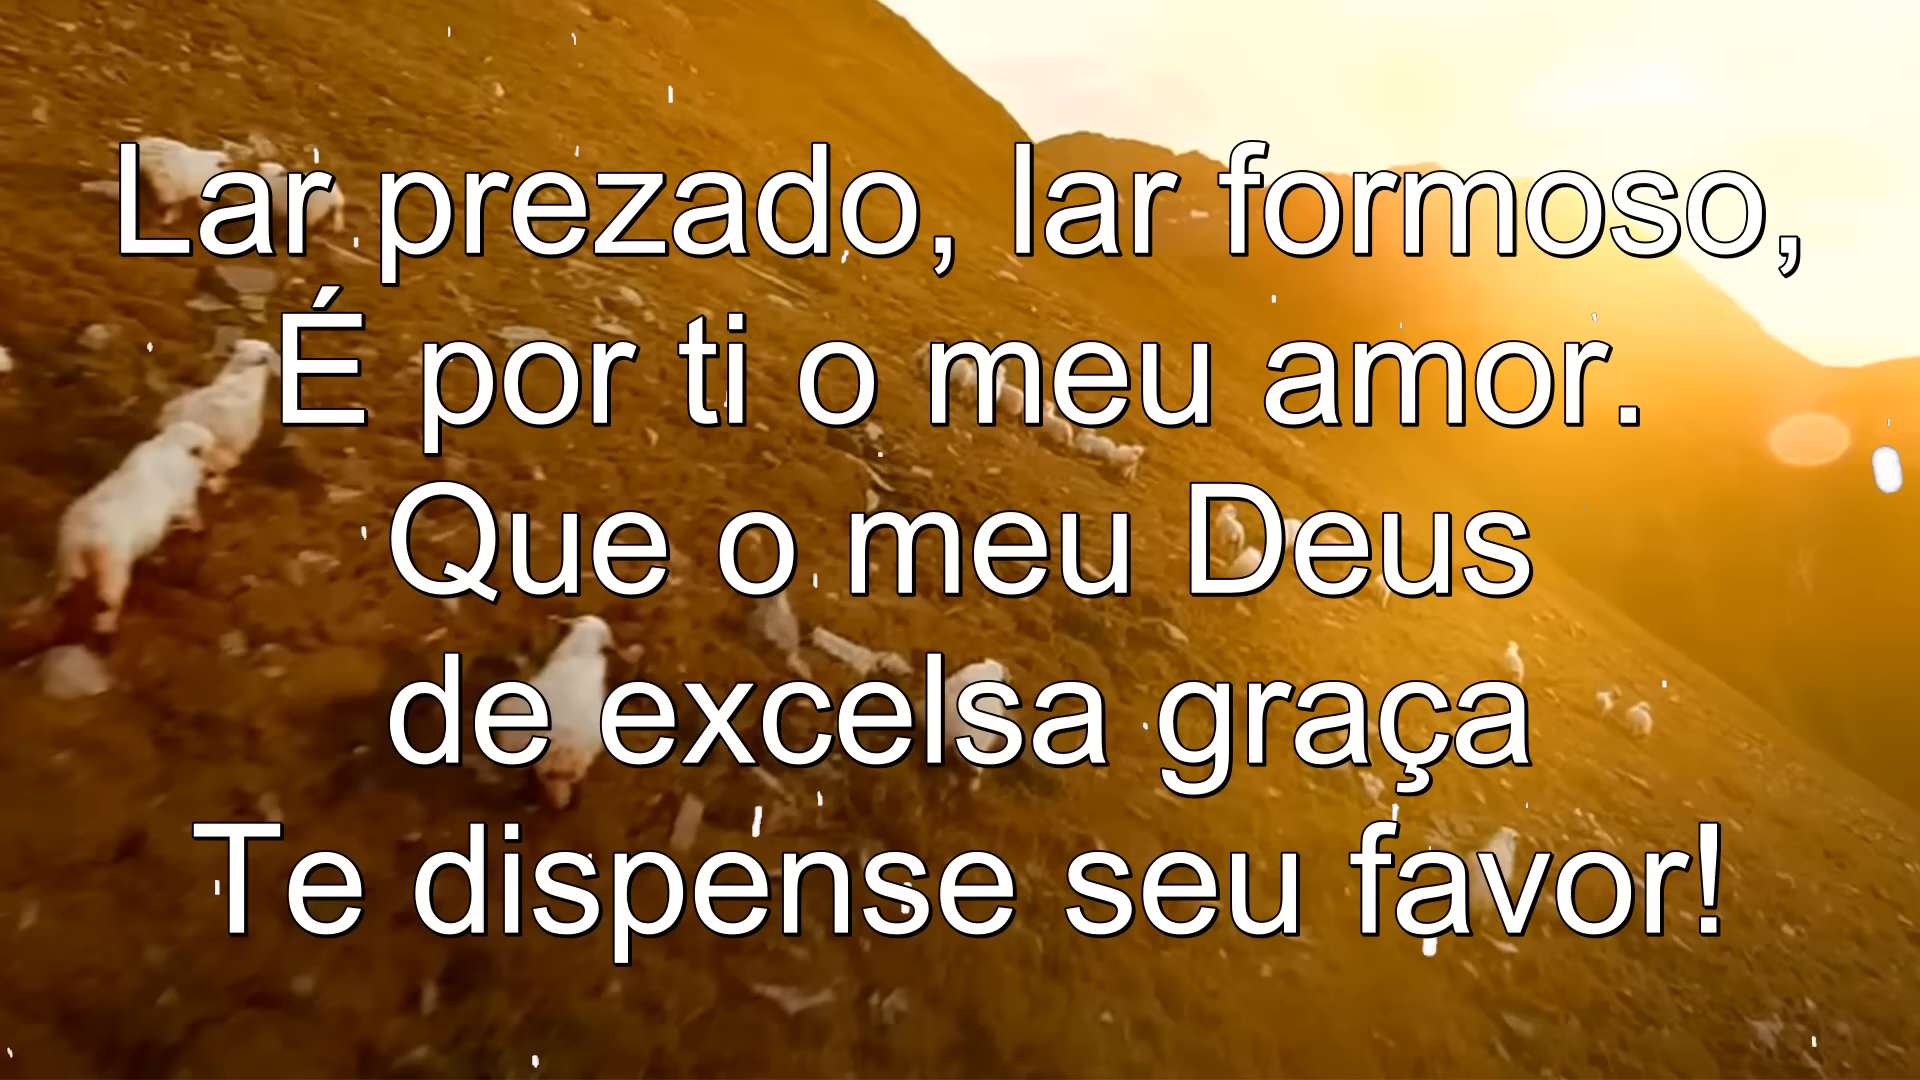 Lar prezado, lar formoso,
É por ti o meu amor.
Que o meu Deus
de excelsa graça
Te dispense seu favor!